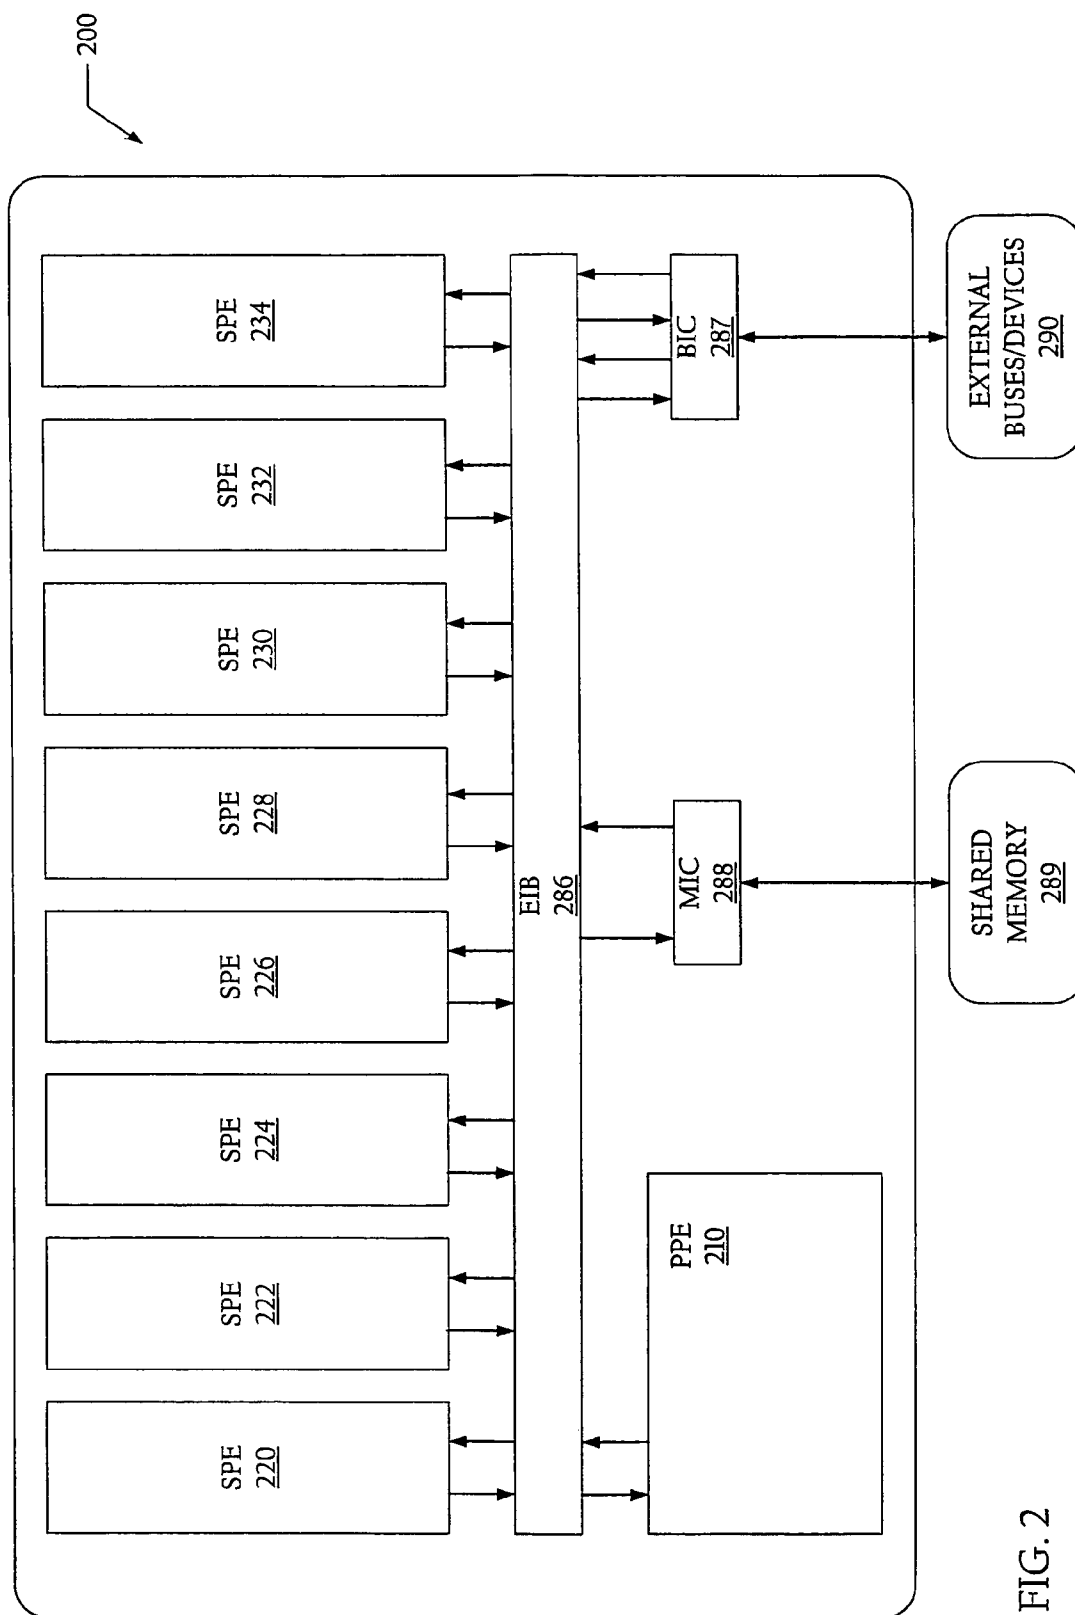 200
SPE
220
SPE
222
SPE
224
SPE
226
SPE
228
SPE
230
SPE
232
SPE
234
EIB
286
PPE
210
MIC
288
BIC
287
SHARED
MEMORY
289
EXTERNAL
BUSES/DEVICES
290
FIG. 2